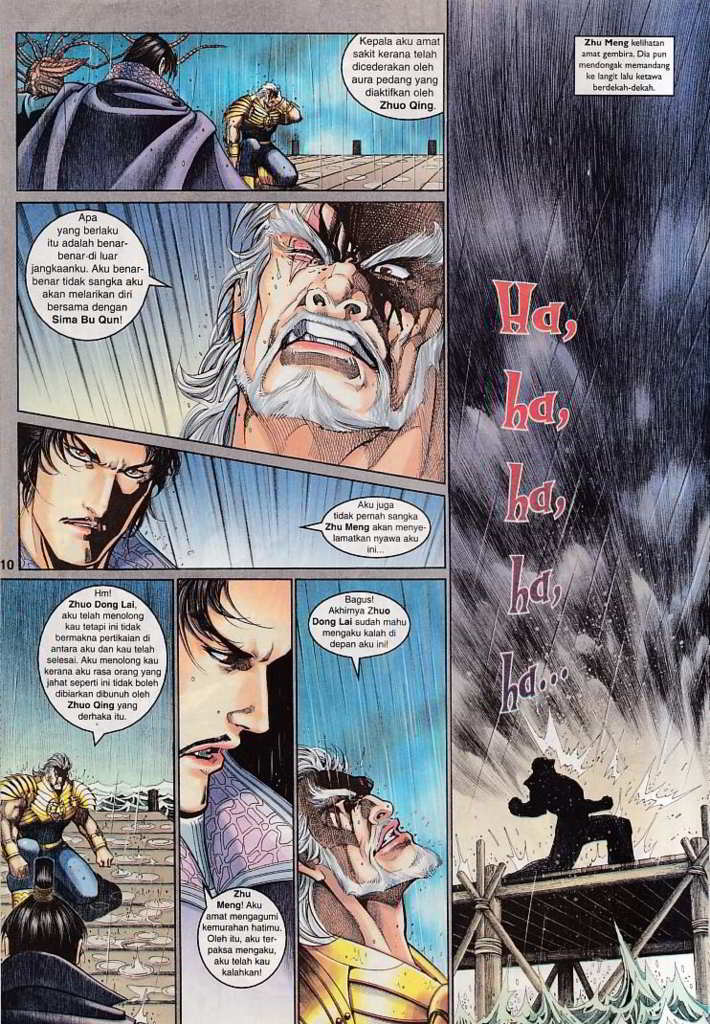 Kepala aku amat
sakit kerana telah
dicederakan oleh
aura pedang yang
diaktifkan oleh
Zhuo Qing.
Apa
yang berlaku
itu adalah benar-
benar di luar
jangkaanku. Aku benar-
benar tidak sangka aku
akan melarikan diri
bersama dengan
Sima Bu Qun!
Aku juga
tidak pernah sangka
Zhu Meng akan menye-
lamatkan nyawa aku
ini...
10
Hm!
Zhuo Dong Lai,
aku telah menolong
kau tetapi ini tidak
bermakna pertikaian di
antara aku dan kau telah
selesai. Aku menolong kau
kerana aku rasa orang yang
jahat seperti ini tidak boleh
dibiarkan dibunuh oleh
Zhuo Qing yang
derhaka itu.
Zhu
Meng! Aku
amat mengagumi
kemurahan hatimu.
Oleh itu, aku ter-
paksa mengaku,
aku telah kau
kalahkan!
Bagus!
Akhirnya Zhuo
Dong Lai sudah mahu
mengaku kalah di
depan aku ini!
Zhu Meng kelihatan
amat gembira. Dia pun
mendongak memandang
ke langit lalu ketawa
berdekah-dekah.
Ha,
ha,
ha,
ha,
ha...